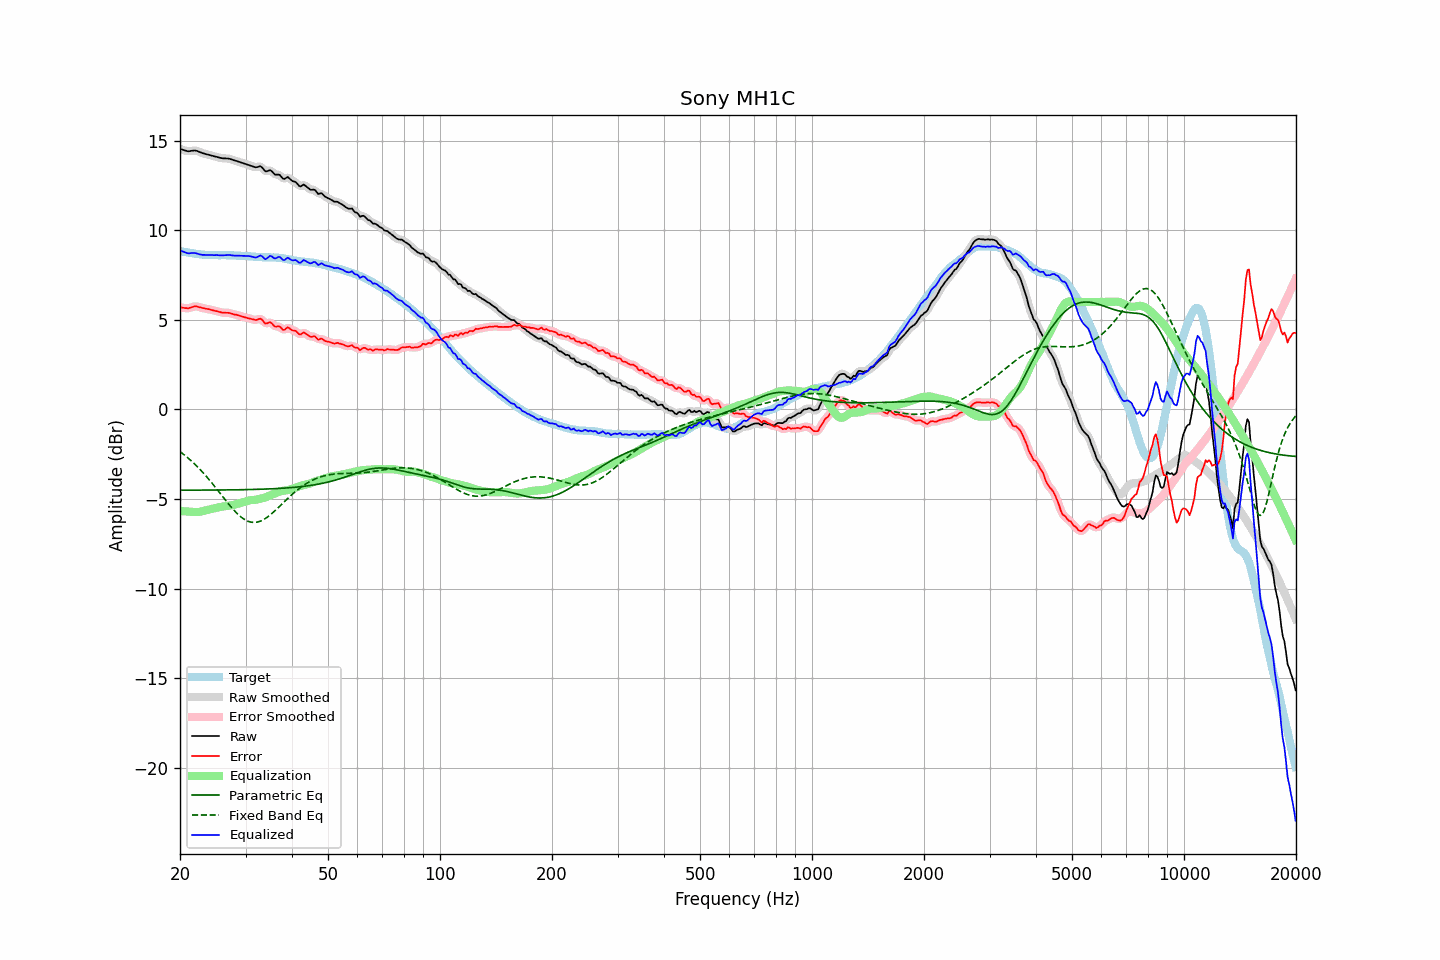 Sony MH1C
Amplitude (dBr)
15
10
5
0
−5
−10
−15
−20
Target
Raw Smoothed
Error Smoothed
Raw
Error
Equalization
Parametric Eq
Fixed Band Eq
Equalized
20 50 100 200 500 1000 2000 5000 10000 20000
Frequency (Hz)